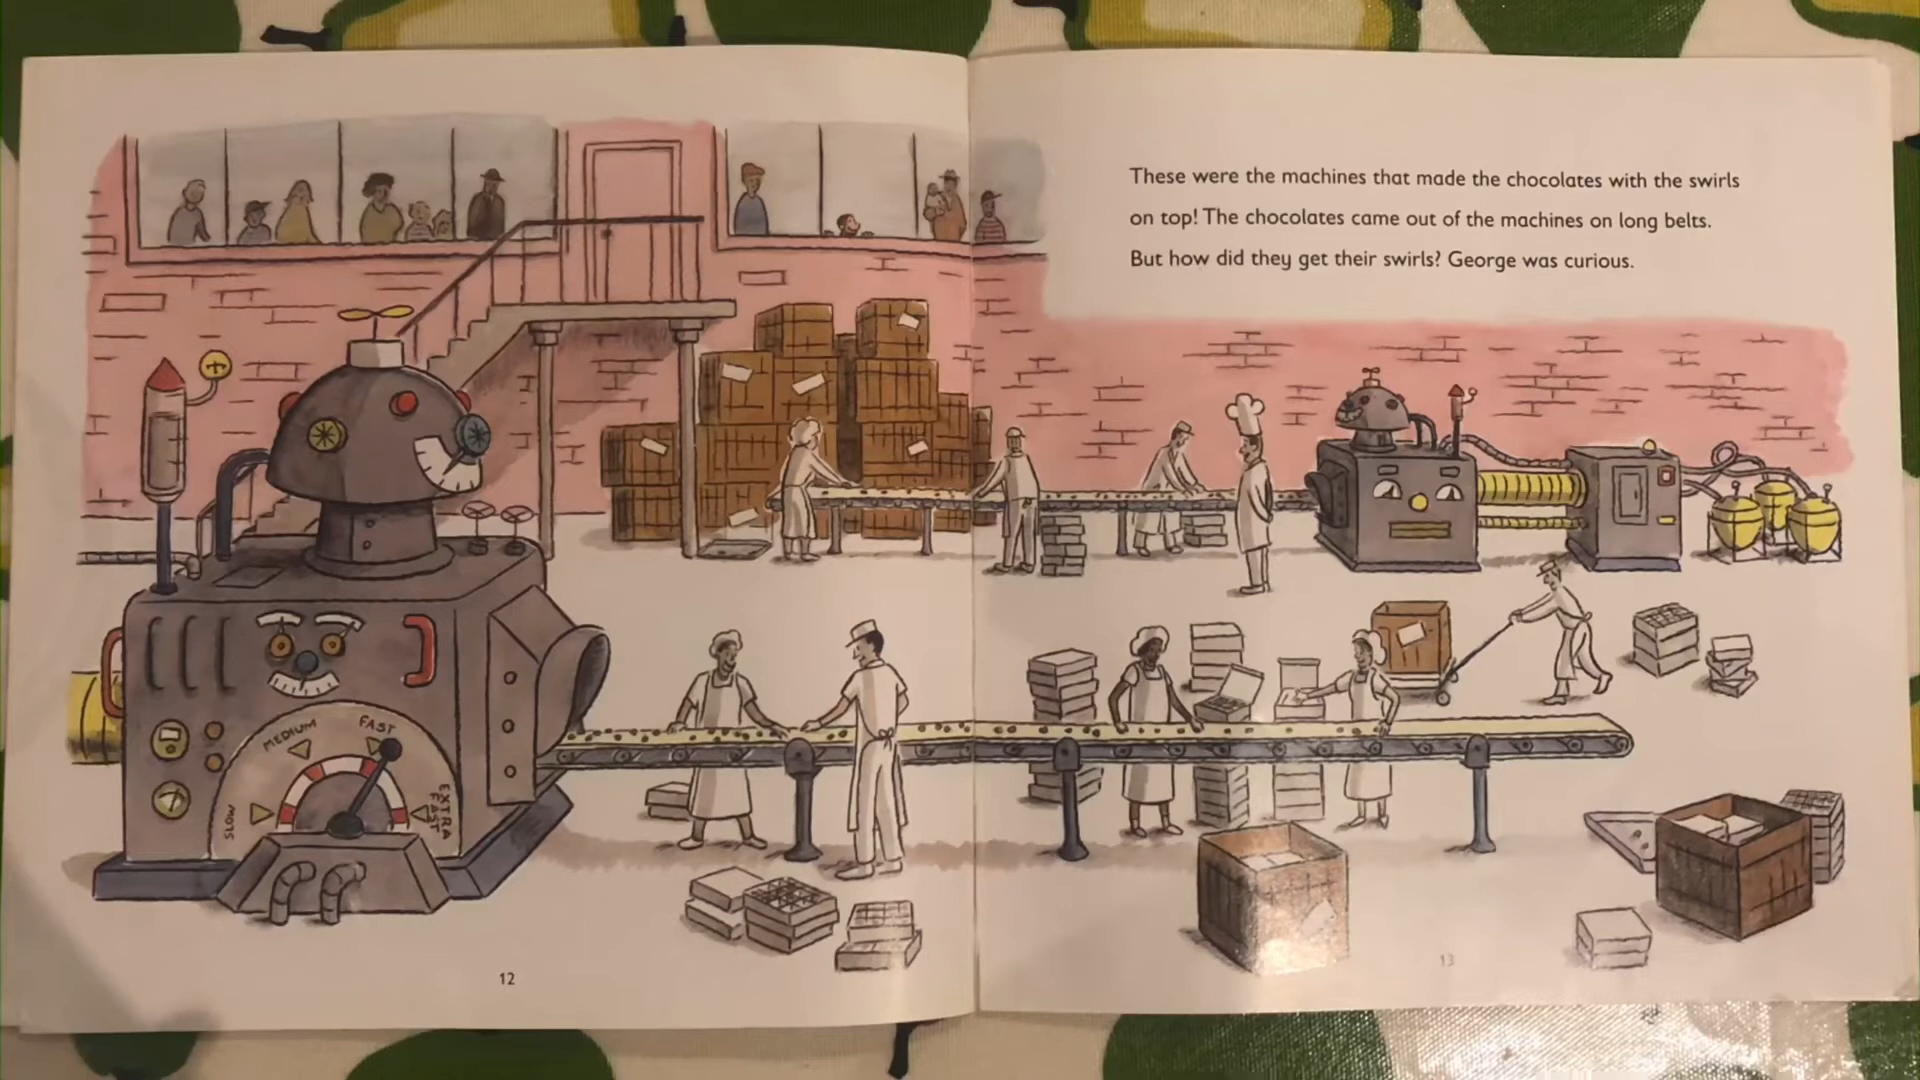 These were the machines that made the chocolates with the swirls
on top! The chocolates came out of the machines on long belts.
But how did they get their swirls? George was curious.
SLOW
MEDIUM
FAST
EXTRA
FAST
12
13